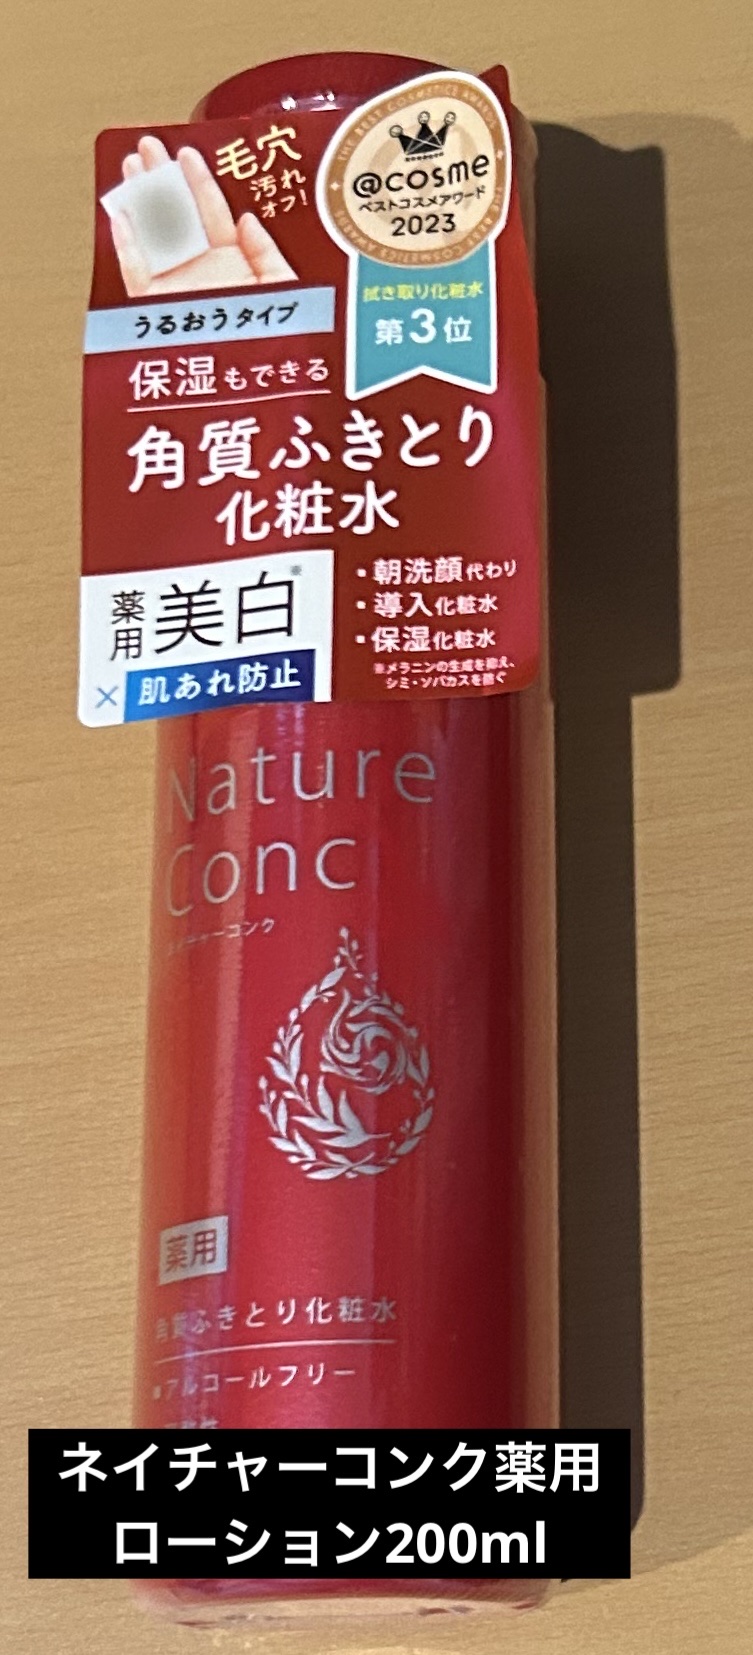 毛穴
汚れ
オフ!
THE BEST COSMETICS AWARDS
@cosme
ベストコスメアワード
2023
拭き取り化粧水
第3位
うるおうタイプ
保湿もできる
角質ふきとり
化粧水
薬用
美白※
×肌あれ防止
・朝洗顔代わり
・導入化粧水
・保湿化粧水
※メラニンの生成を抑え、
シミ・ソバカスを防ぐ
Nature
Conc
ネイチャーコンク
薬用
角質ふきとり化粧水
▪アルコールフリー
ネイチャーコンク薬用
ローション200ml